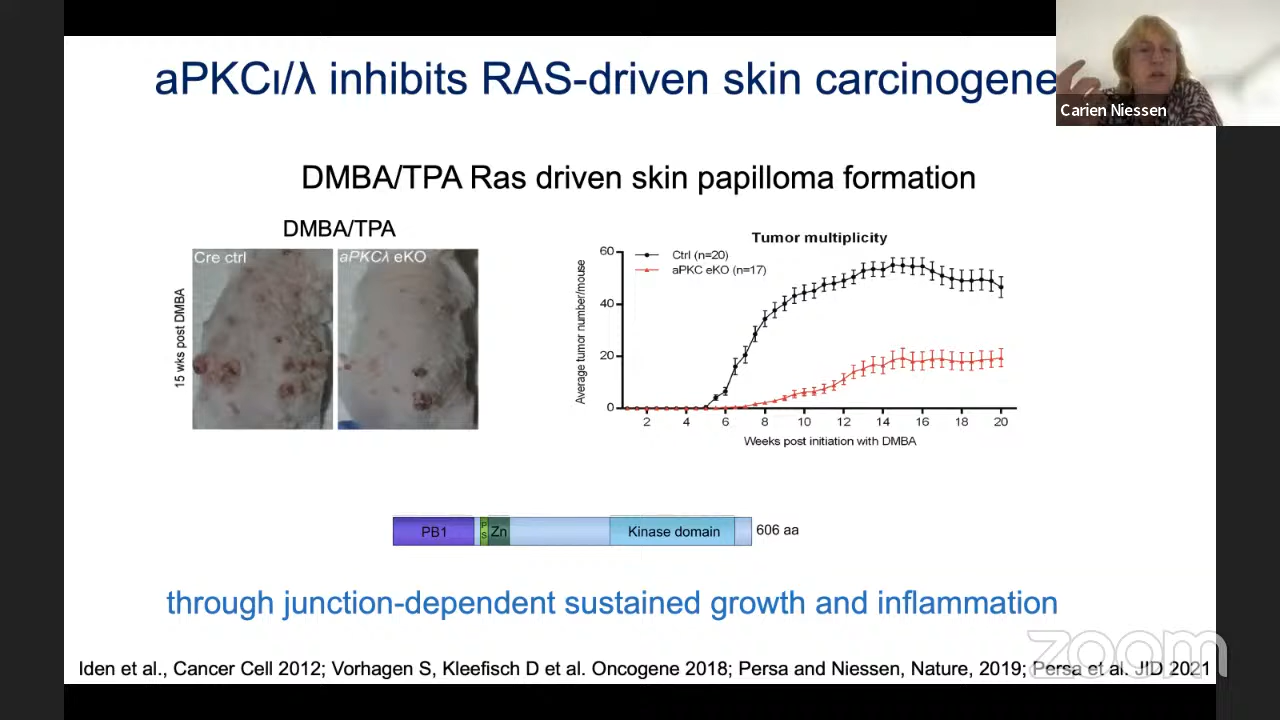 aPKCι/λ inhibits RAS-driven skin carcinogene
Carien Niessen
DMBA/TPA Ras driven skin papilloma formation
DMBA/TPA
Cre ctrl
aPKCλ eKO
15 wks post DMBA
Tumor multiplicity
Ctrl (n=20)
aPKC eKO (n=17)
Average tumor number/mouse
60
40
20
0
2 4 6 8 10 12 14 16 18 20
Weeks post initiation with DMBA
PB1
PS
Zn
Kinase domain
606 aa
through junction-dependent sustained growth and inflammation
zoom
Iden et al., Cancer Cell 2012; Vorhagen S, Kleefisch D et al. Oncogene 2018; Persa and Niessen, Nature, 2019; Persa et al. JID 2021